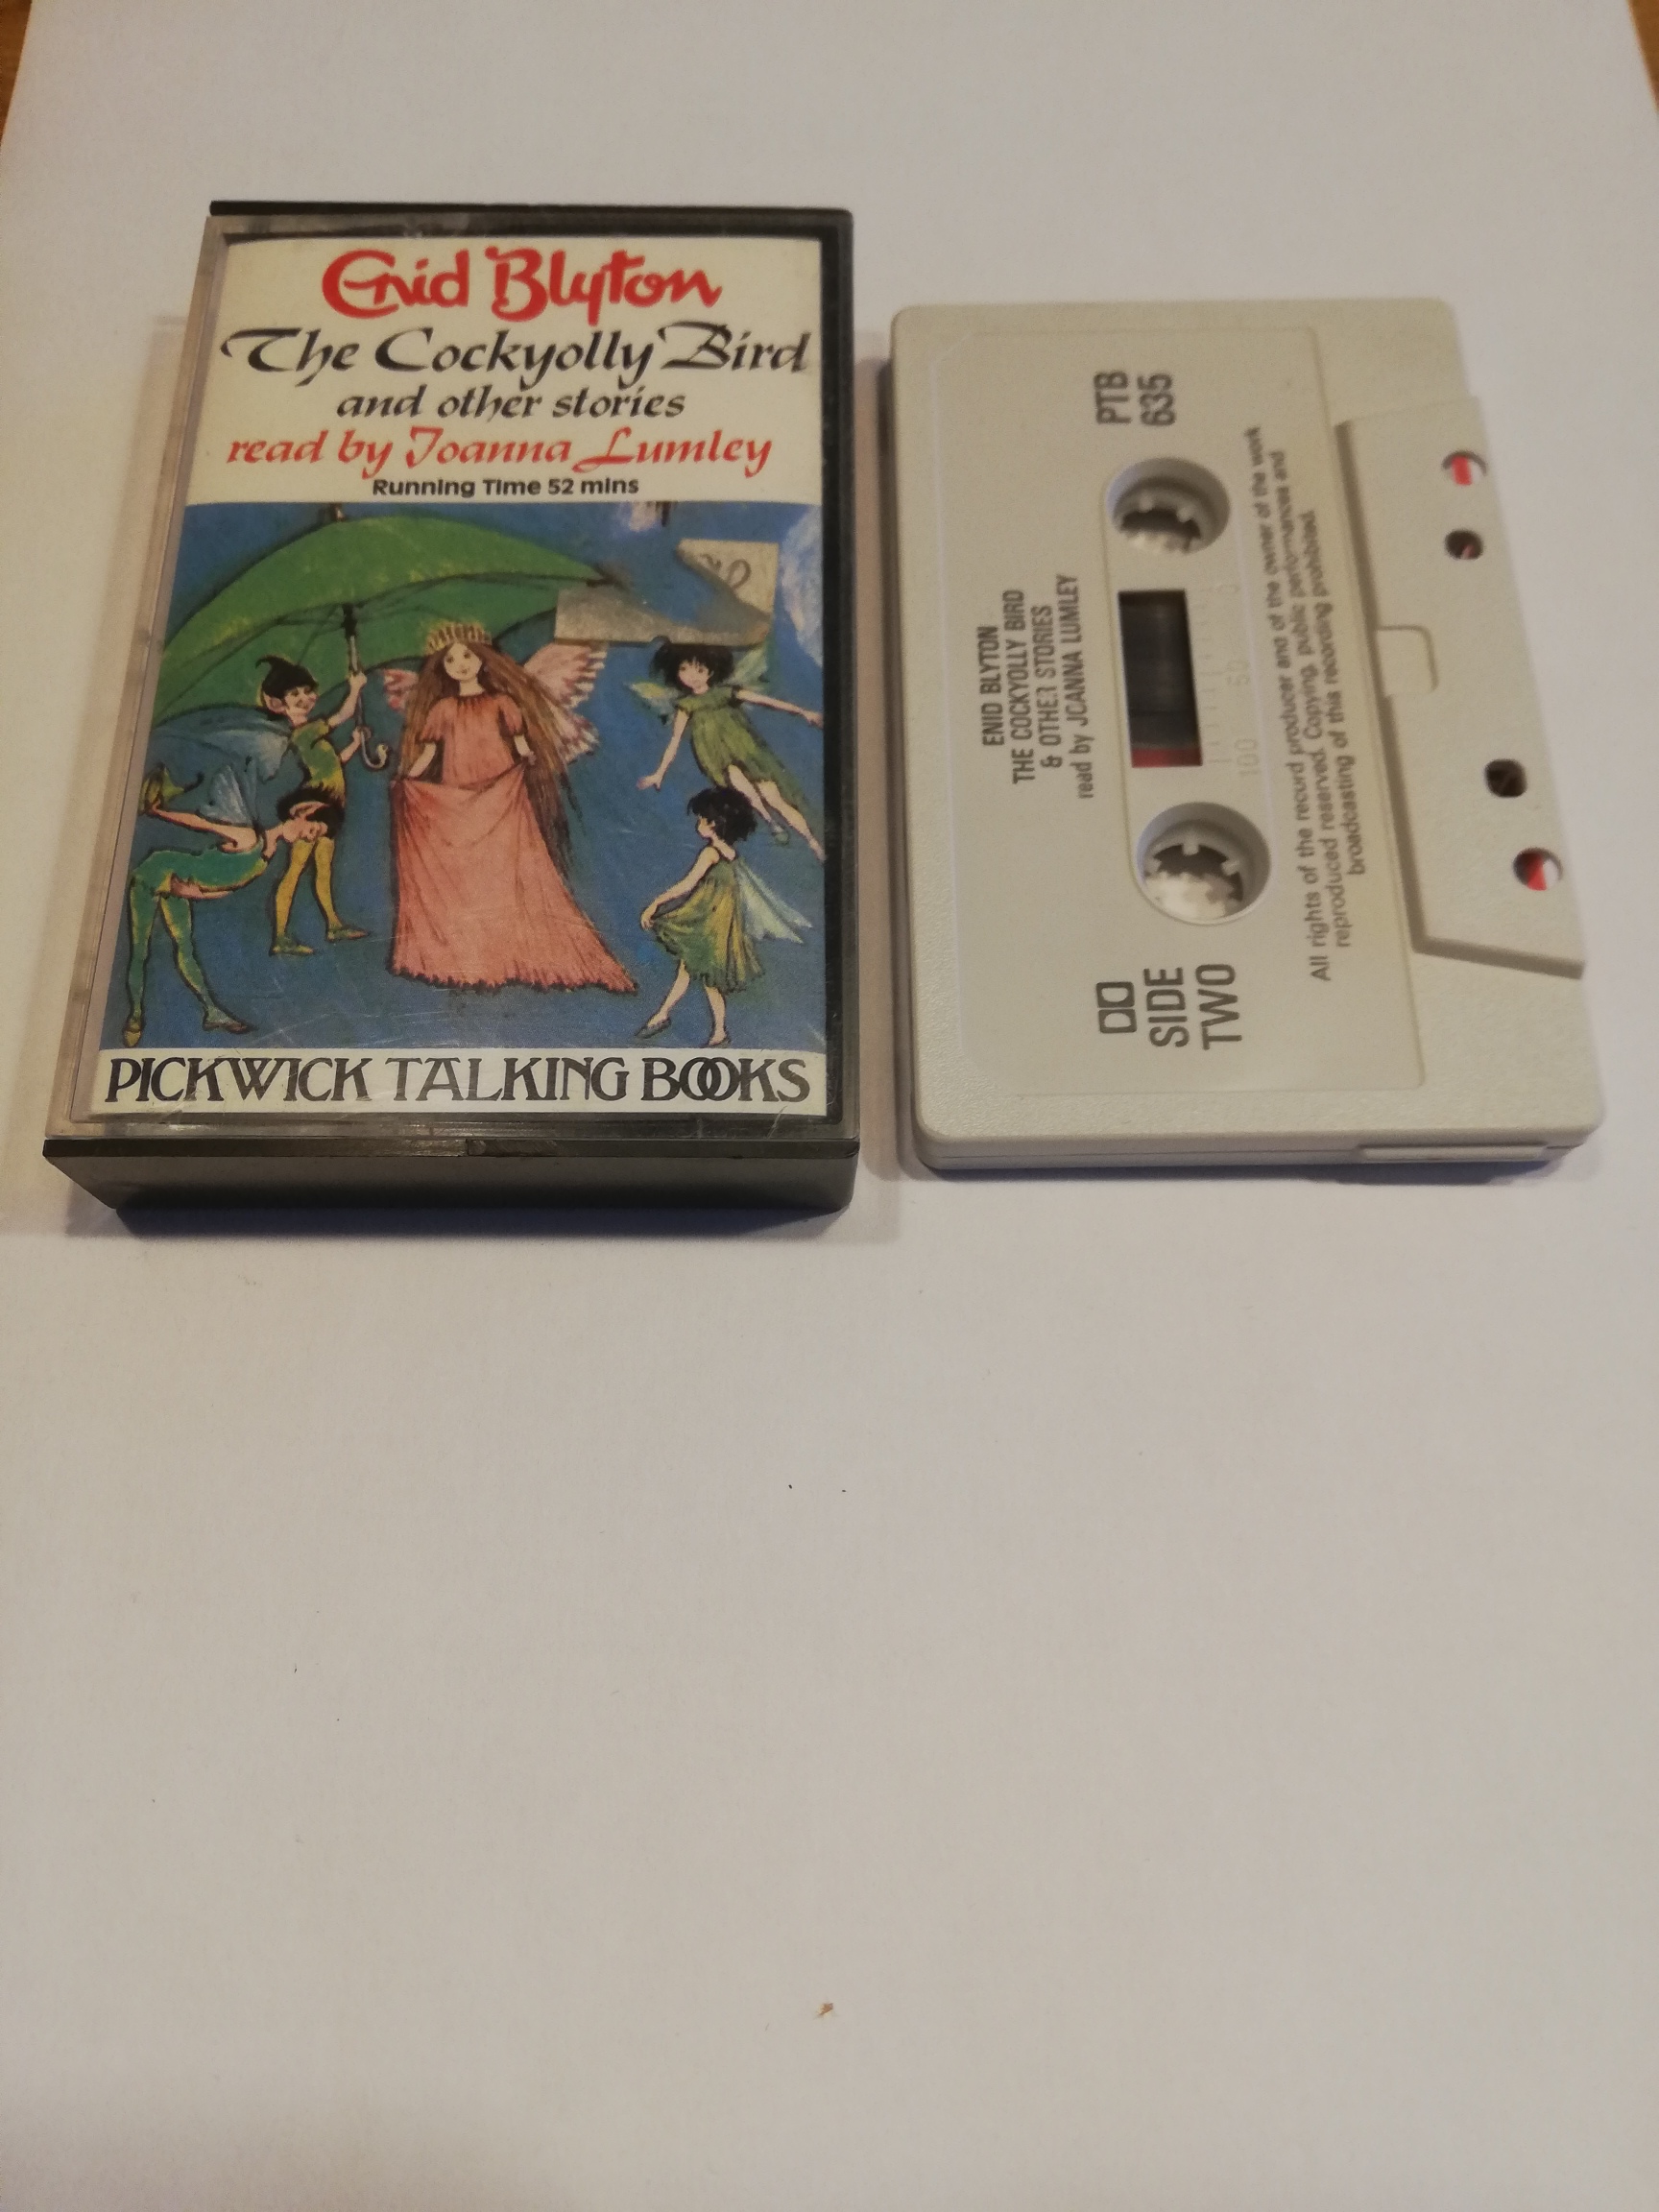 Enid Blyton
The Cockyolly Bird
and other stories
read by Joanna Lumley
Running Time 52 mins
PICKWICK TALKING BOOKS
ENID BLYTON
THE COCKYOLLY BIRD
& OTHER STORIES
read by JOANNA LUMLEY
PTB
635
SIDE
TWO
100 50 0
All rights of the record producer and of the owner of the work
reproduced reserved. Copying, public performances and
broadcasting of this recording prohibited.